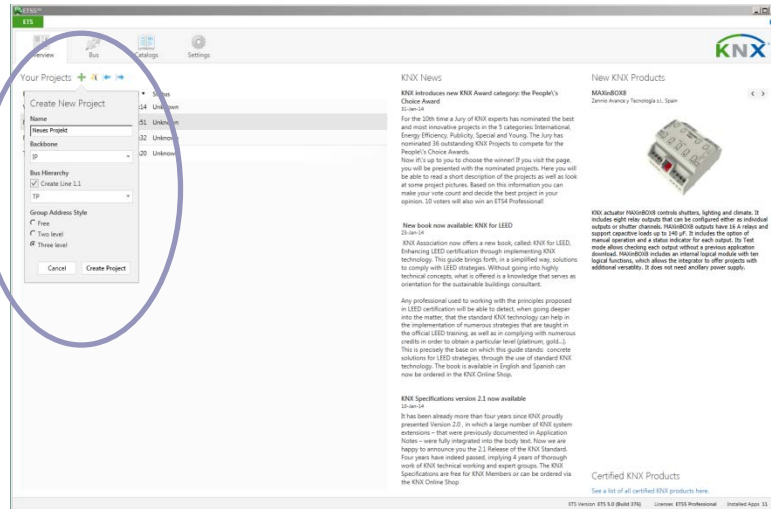 ETS5™
ETS
Overview
Bus
Catalogs
Settings
KNX
Your Projects
Status
:14 Unknown
:51 Unknown
:32 Unknown
:20 Unknown
Create New Project
Name
Neues Projekt
Backbone
IP
Bus Hierarchy
Create Line 1.1
TP
Group Address Style
Free
Two level
Three level
Cancel
Create Project
KNX News
KNX introduces new KNX Award category: the People\'s
Choice Award
31-Jan-14
For the 10th time a Jury of KNX experts has nominated the best
and most innovative projects in the 5 categories: International,
Energy Efficiency, Publicity, Special and Young. The Jury has
nominated 36 outstanding KNX Projects to compete for the
People\'s Choice Awards.
Now it\'s up to you to choose the winner! If you visit the page,
you will be presented with the nominated projects. Here you will
be able to read a short description of the projects as well as look
at some project pictures. Based on this information you can
make your vote count and decide the best project in your
opinion. 10 voters will also win an ETS4 Professional!
New book now available: KNX for LEED
23-Jan-14
KNX Association now offers a new book, called: KNX for LEED,
Enhancing LEED certification through implementing KNX
technology. This guide brings forth, in a simplified way, solutions
to comply with LEED strategies. Without going into highly
technical concepts, what is offered is a knowledge that serves as
orientation for the sustainable buildings consultant.
Any professional used to working with the principles proposed
in LEED certification will be able to detect, when going deeper
into the matter, that the standard KNX technology can help in
the implementation of numerous strategies that are taught in
the official LEED training, as well as in complying with numerous
credits in order to obtain a particular level (platinum, gold...).
This is precisely the base on which this guide stands: concrete
solutions for LEED strategies, through the use of standard KNX
technology. The book is available in English and Spanish can
now be ordered in the KNX Online Shop.
KNX Specifications version 2.1 now available
10-Jan-14
It has been already more than four years since KNX proudly
presented Version 2.0 , in which a large number of KNX system
extensions – that were previously documented in Application
Notes – were fully integrated into the body text. Now we are
happy to announce you the 2.1 Release of the KNX Standard.
Four years have indeed passed, implying 4 years of thorough
work of KNX technical working and expert groups. The KNX
Specifications are free for KNX Members or can be ordered via
the KNX Online Shop
New KNX Products
MAXinBOX8
Zennio Avance y Tecnología s.l., Spain
KNX actuator MAXinBOX8 controls shutters, lighting and climate. It
includes eight relay outputs that can be configured either as individual
outputs or shutter channels. MAXinBOX8 outputs have 16 A relays and
support capacitive loads up to 140 µF. It includes the option of
manual operation and a status indicator for each output. Its Test
mode allows checking each output without a previous application
download. MAXinBOX8 includes an internal logical module with ten
logical functions, which allows the integrator to offer projects with
additional versatility. It does not need ancillary power supply.
Certified KNX Products
See a list of all certified KNX products here.
ETS Version ETS 5.0 (Build 376)
Licenses ETS5 Professional
Installed Apps 11